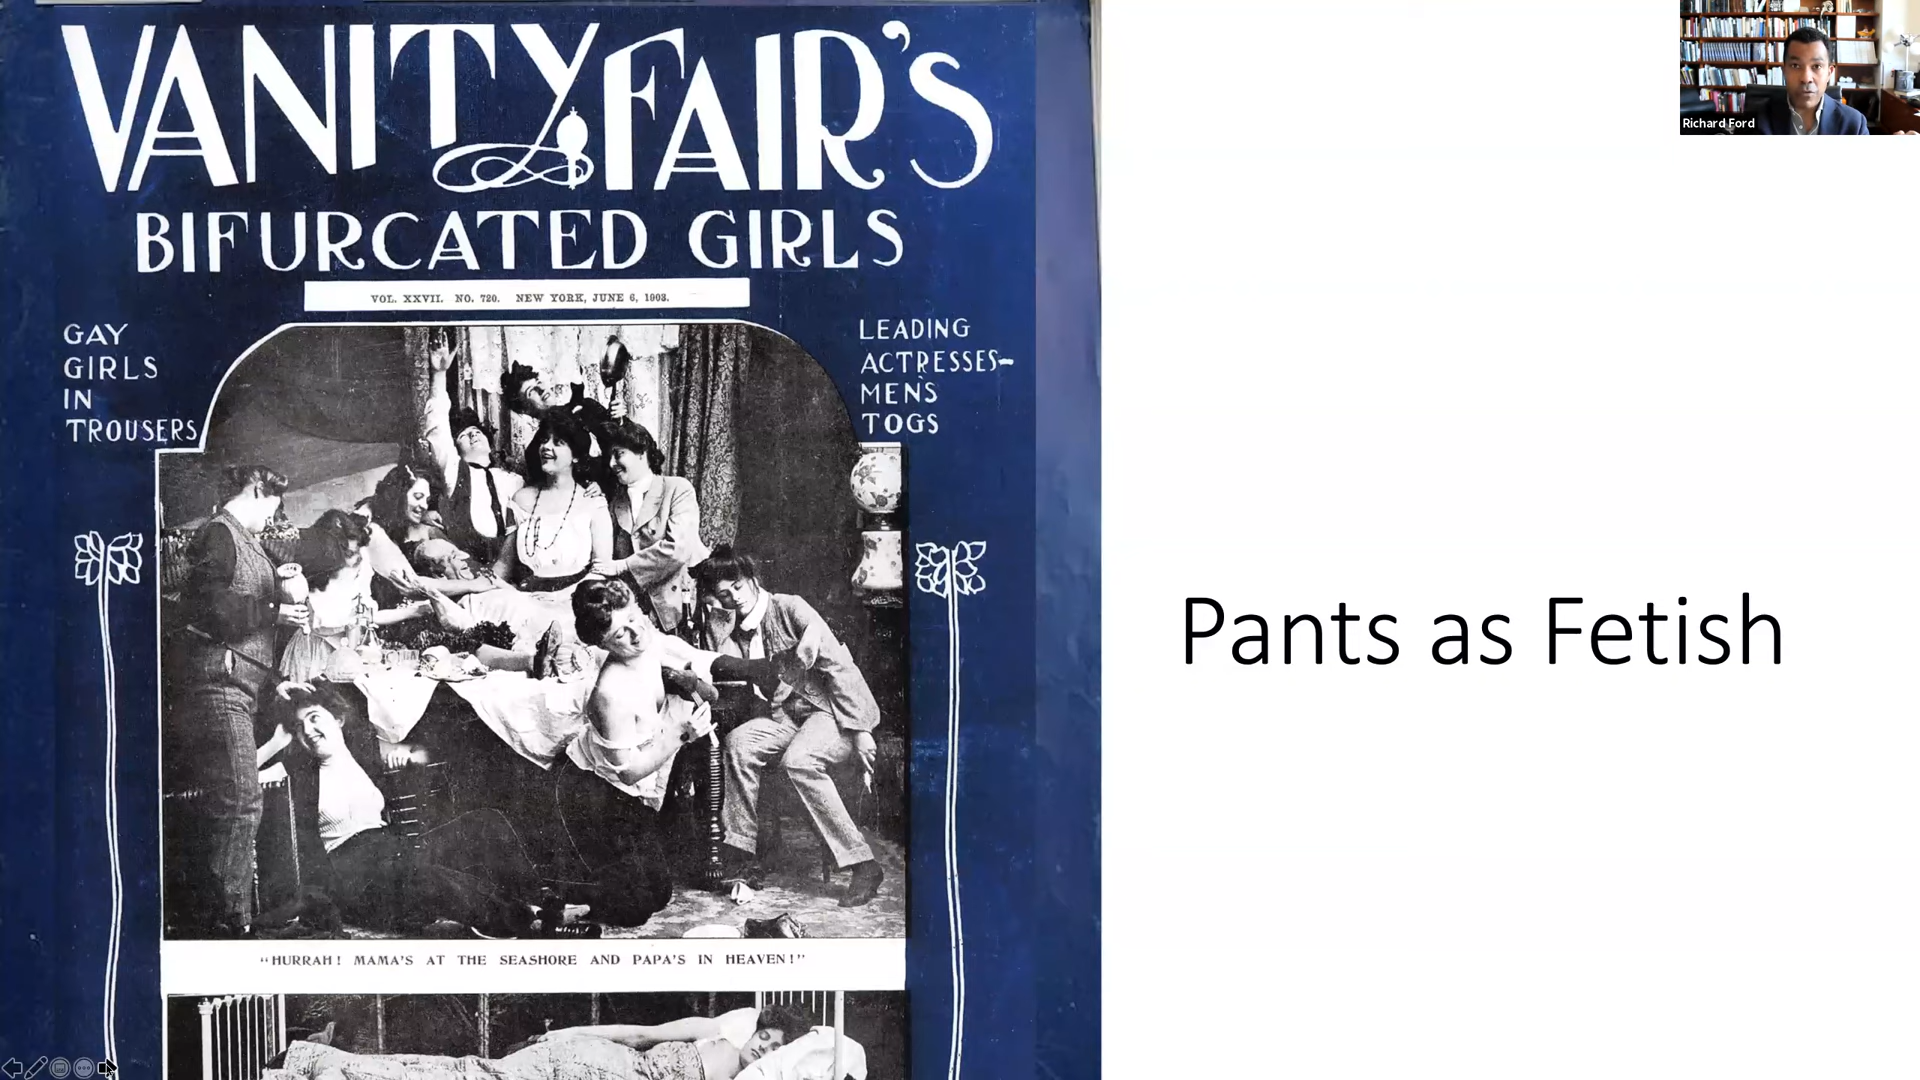 VANITY FAIR'S
BIFURCATED GIRLS
VOL. XXVII. NO. 720. NEW YORK, JUNE 6, 1903.
GAY
GIRLS
IN
TROUSERS
LEADING
ACTRESSES-
MEN'S
TOGS
"HURRAH! MAMA'S AT THE SEASHORE AND PAPA'S IN HEAVEN!"
Pants as Fetish
Richard Ford